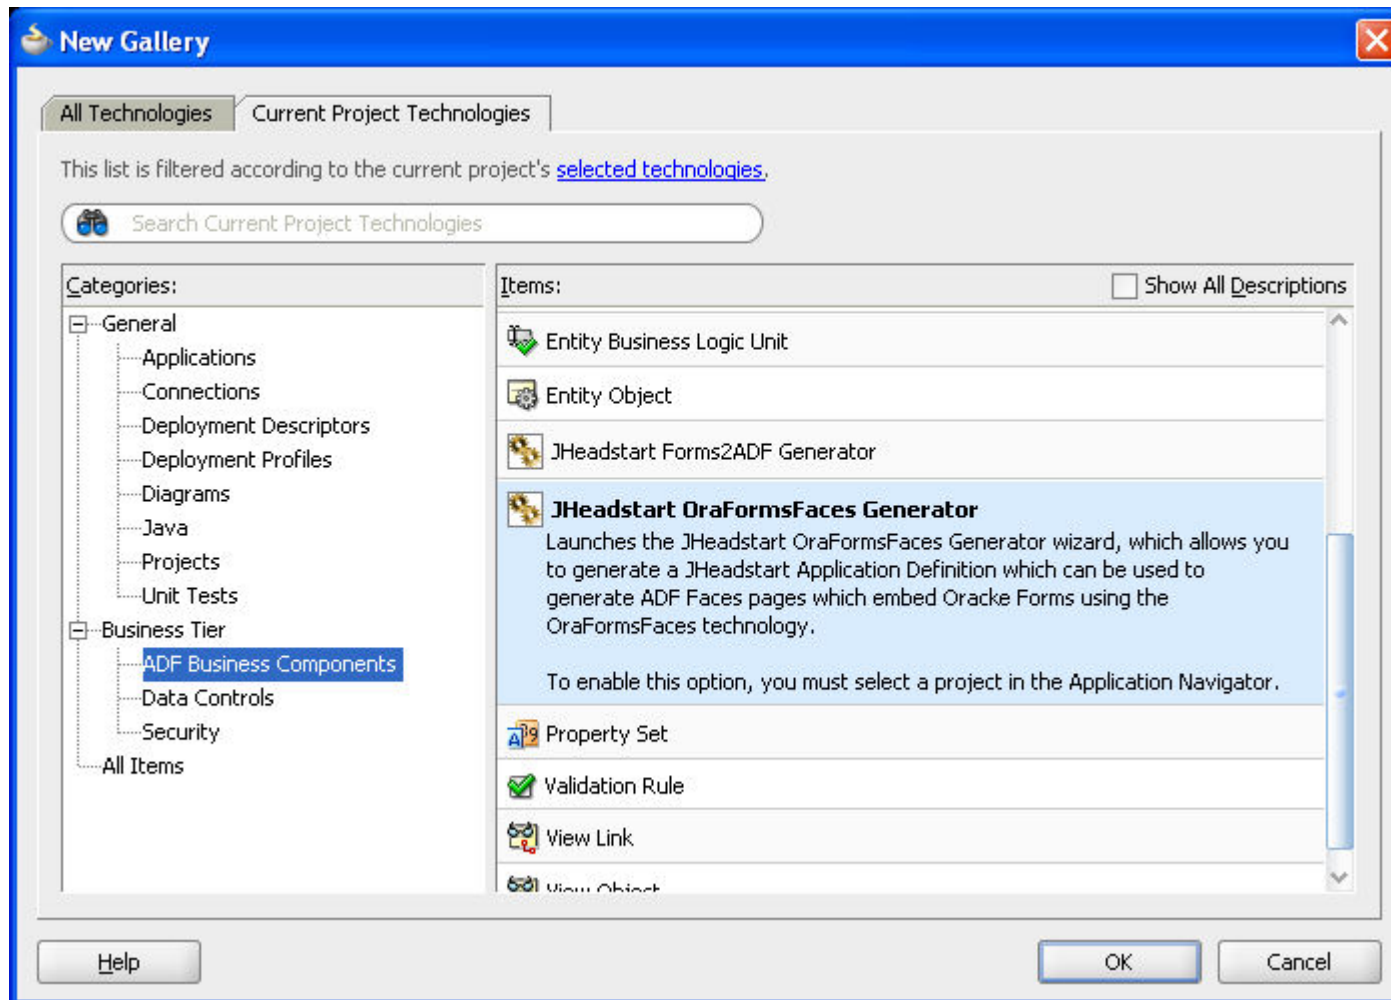 New Gallery
All Technologies
Current Project Technologies
This list is filtered according to the current project's selected technologies.
Search Current Project Technologies
Categories:
General
Applications
Connections
Deployment Descriptors
Deployment Profiles
Diagrams
Java
Projects
Unit Tests
Business Tier
ADF Business Components
Data Controls
Security
All Items
Items:
Show All Descriptions
Entity Business Logic Unit
Entity Object
JHeadstart Forms2ADF Generator
JHeadstart OraFormsFaces Generator
Launches the JHeadstart OraFormsFaces Generator wizard, which allows you
to generate a JHeadstart Application Definition which can be used to
generate ADF Faces pages which embed Oracke Forms using the
OraFormsFaces technology.
To enable this option, you must select a project in the Application Navigator.
Property Set
Validation Rule
View Link
View Object
Help
OK
Cancel